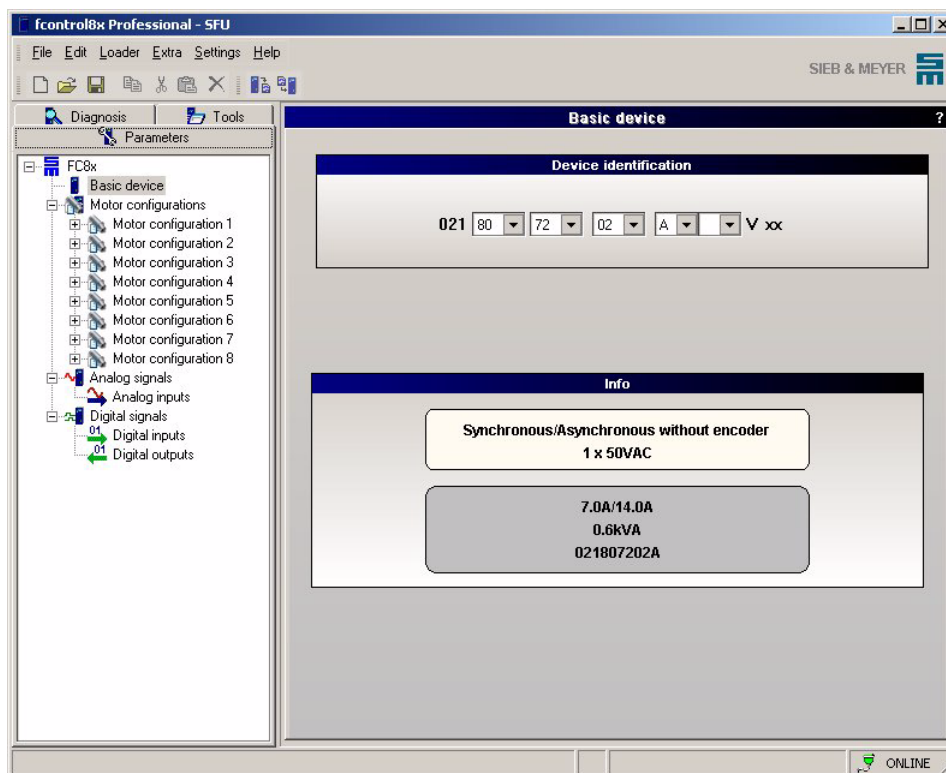 fcontrol8x Professional - SFU
File Edit Loader Extra Settings Help
SIEB & MEYER
Diagnosis Tools
Parameters
FC8x
Basic device
Motor configurations
Motor configuration 1
Motor configuration 2
Motor configuration 3
Motor configuration 4
Motor configuration 5
Motor configuration 6
Motor configuration 7
Motor configuration 8
Analog signals
Analog inputs
Digital signals
01 Digital inputs
01 Digital outputs
Basic device ?
Device identification
021 80 72 02 A V xx
Info
Synchronous/Asynchronous without encoder
1 x 50VAC
7.0A/14.0A
0.6kVA
021807202A
ONLINE